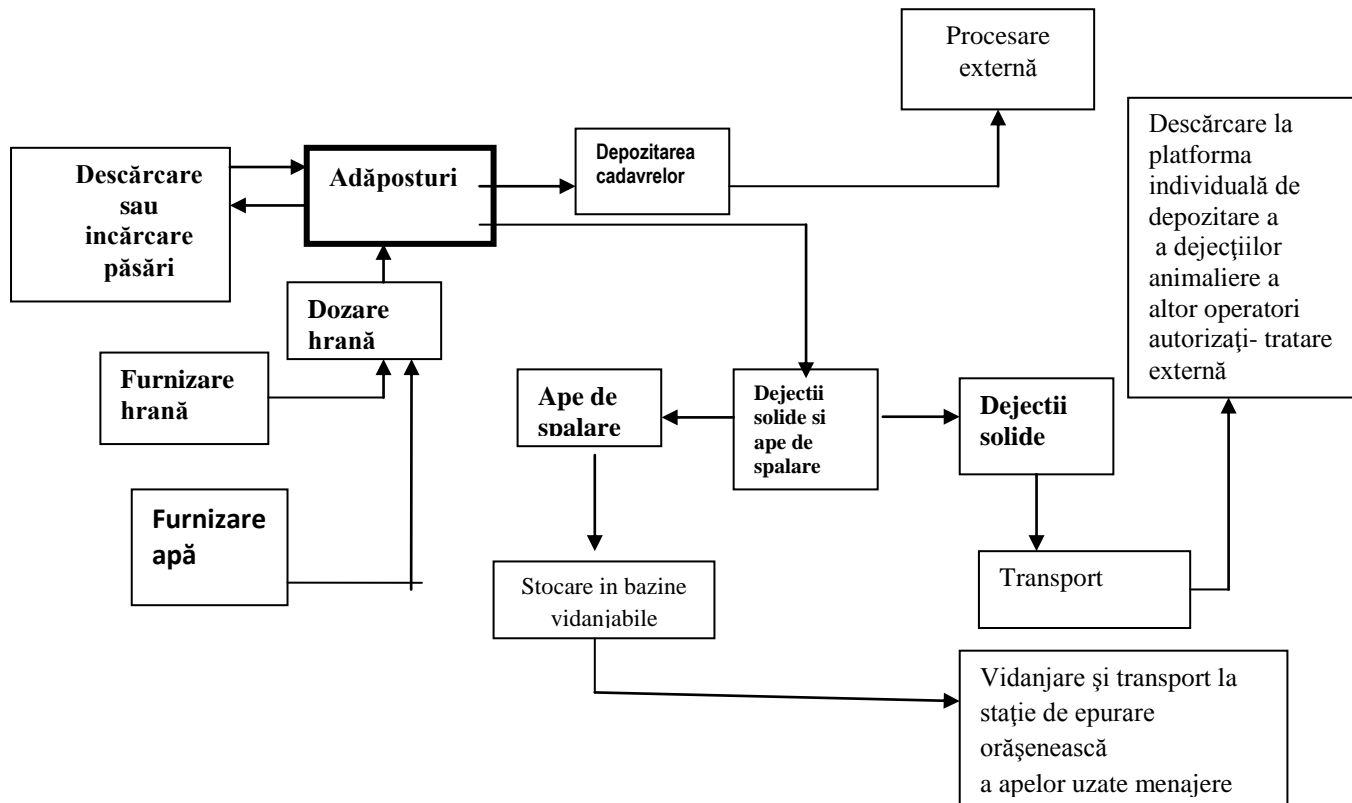 Procesare
externă
Descărcare la
platforma
individuală de
depozitare a
a dejecţiilor
animaliere a
altor operatori
autorizaţi- tratare
externă
Descărcare
sau
incărcare
păsări
Adăposturi
Depozitarea
cadavrelor
Dozare
hrană
Furnizare
hrană
Ape de
spalare
Dejectii
solide si
ape de
spalare
Dejectii
solide
Furnizare
apă
Stocare in bazine
vidanjabile
Transport
Vidanjare şi transport la
staţie de epurare
orăşenească
a apelor uzate menajere